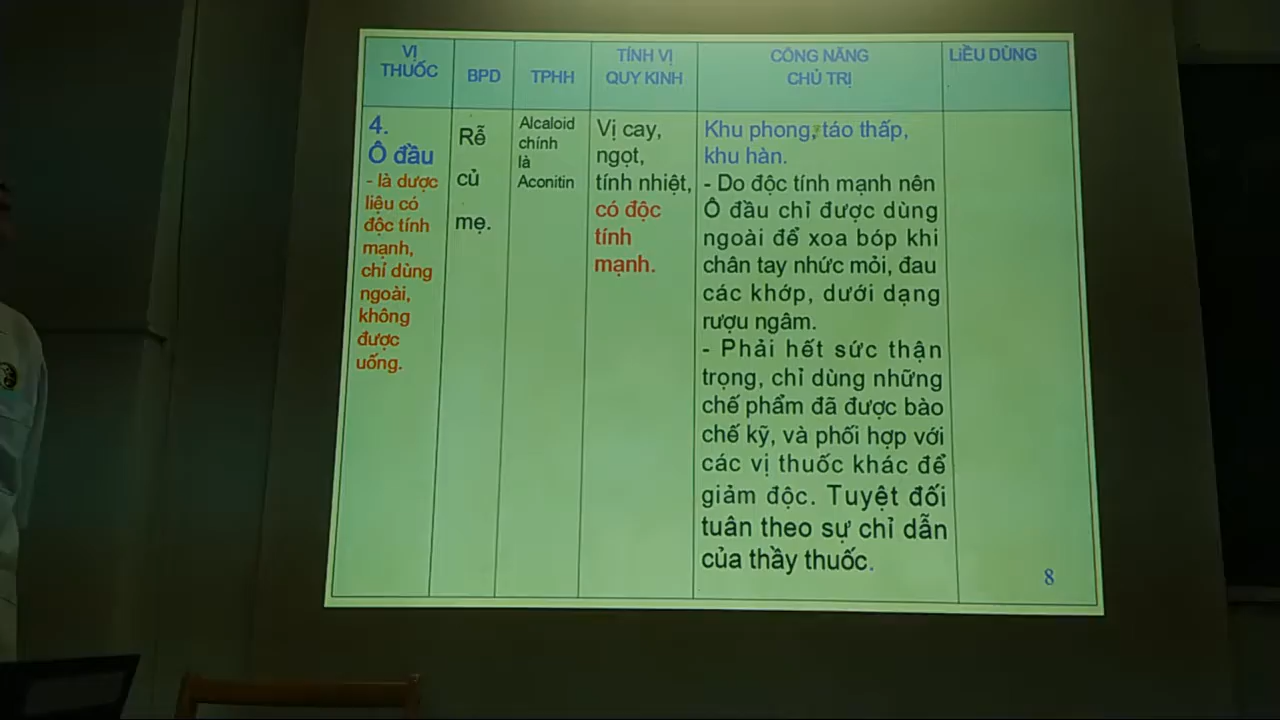 VỊ THUỐC
BPD
TPHH
TÍNH VỊ
QUY KINH
CÔNG NĂNG
CHỦ TRỊ
LIỀU DÙNG
4.
Ô đầu
- là dược
liệu có
độc tính
mạnh,
chỉ dùng
ngoài,
không
được
uống.
Rễ
củ
mẹ.
Alcaloid
chính
là
Aconitin
Vị cay,
ngọt,
tính nhiệt,
có độc
tính
mạnh.
Khu phong, táo thấp,
khu hàn.
- Do độc tính mạnh nên
Ô đầu chỉ được dùng
ngoài để xoa bóp khi
chân tay nhức mỏi, đau
các khớp, dưới dạng
rượu ngâm.
- Phải hết sức thận
trọng, chỉ dùng những
chế phẩm đã được bào
chế kỹ, và phối hợp với
các vị thuốc khác để
giảm độc. Tuyệt đối
tuân theo sự chỉ dẫn
của thầy thuốc.
8